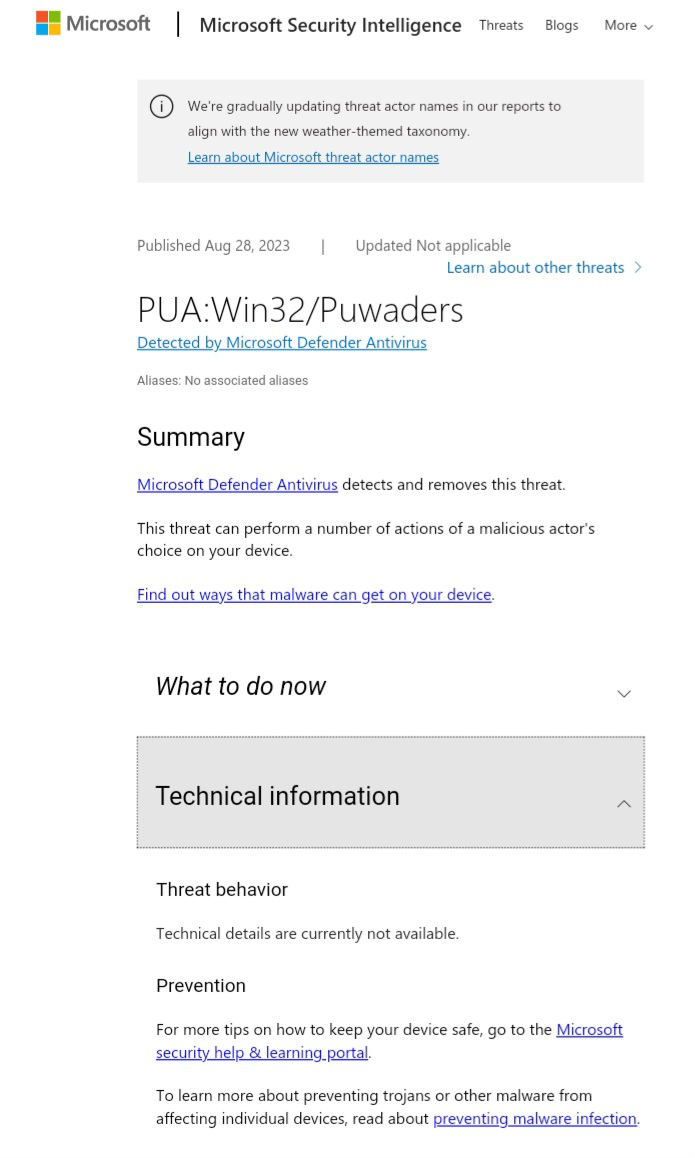 Microsoft | Microsoft Security Intelligence Threats Blogs More
We're gradually updating threat actor names in our reports to
align with the new weather-themed taxonomy.
Learn about Microsoft threat actor names
Published Aug 28, 2023 | Updated Not applicable
Learn about other threats
PUA:Win32/Puwaders
Detected by Microsoft Defender Antivirus
Aliases: No associated aliases
Summary
Microsoft Defender Antivirus detects and removes this threat.
This threat can perform a number of actions of a malicious actor's
choice on your device.
Find out ways that malware can get on your device.
What to do now
Technical information
Threat behavior
Technical details are currently not available.
Prevention
For more tips on how to keep your device safe, go to the Microsoft
security help & learning portal.
To learn more about preventing trojans or other malware from
affecting individual devices, read about preventing malware infection.